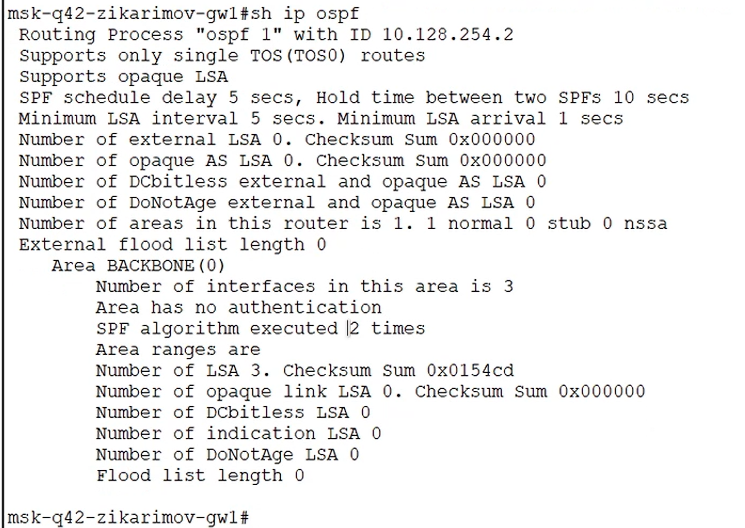 msk-q42-zikarimov-gw1#sh ip ospf
Routing Process "ospf 1" with ID 10.128.254.2
Supports only single TOS(TOS0) routes
Supports opaque LSA
SPF schedule delay 5 secs, Hold time between two SPFs 10 secs
Minimum LSA interval 5 secs. Minimum LSA arrival 1 secs
Number of external LSA 0. Checksum Sum 0x000000
Number of opaque AS LSA 0. Checksum Sum 0x000000
Number of DCbitless external and opaque AS LSA 0
Number of DoNotAge external and opaque AS LSA 0
Number of areas in this router is 1. 1 normal 0 stub 0 nssa
External flood list length 0
Area BACKBONE(0)
Number of interfaces in this area is 3
Area has no authentication
SPF algorithm executed 2 times
Area ranges are
Number of LSA 3. Checksum Sum 0x0154cd
Number of opaque link LSA 0. Checksum Sum 0x000000
Number of DCbitless LSA 0
Number of indication LSA 0
Number of DoNotAge LSA 0
Flood list length 0
msk-q42-zikarimov-gw1#